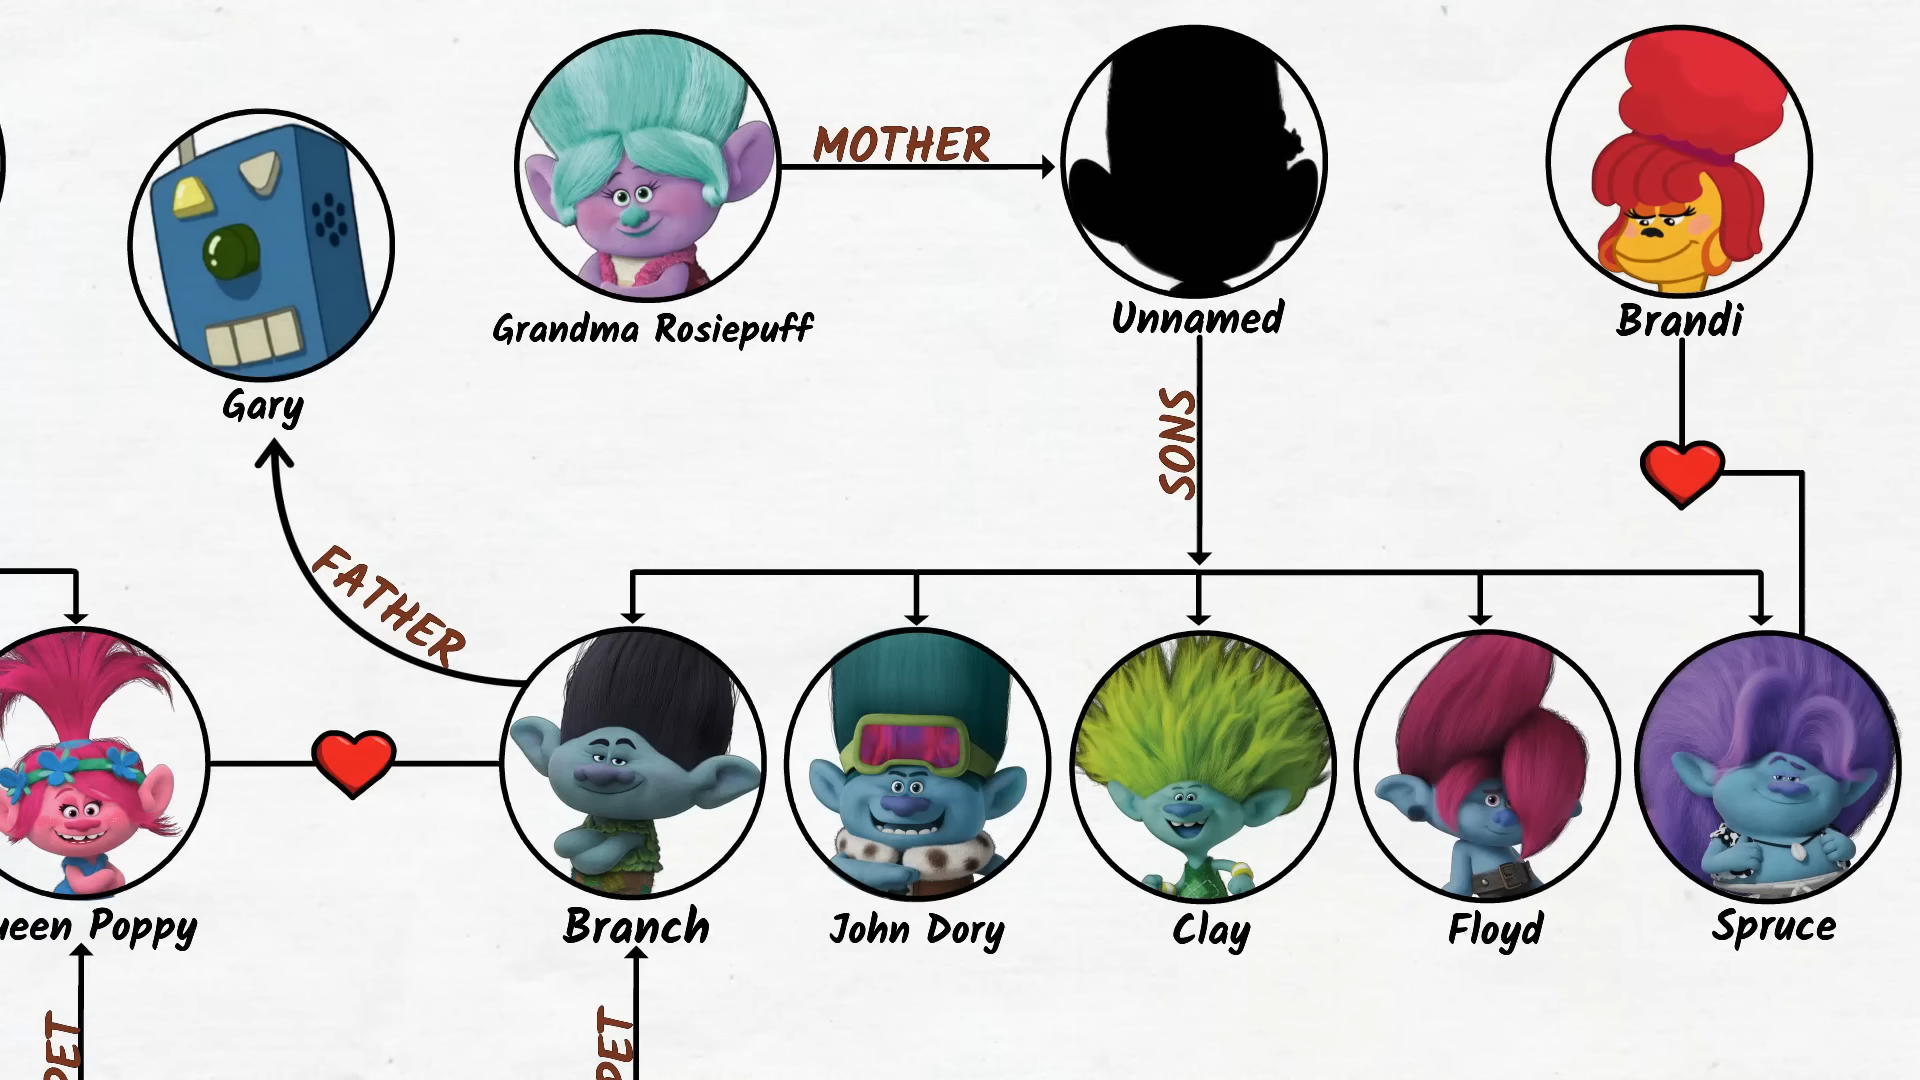 MOTHER
Grandma Rosiepuff
Unnamed
Brandi
Gary
SONS
FATHER
ueen Poppy
Branch
John Dory
Clay
Floyd
Spruce
PET
PET